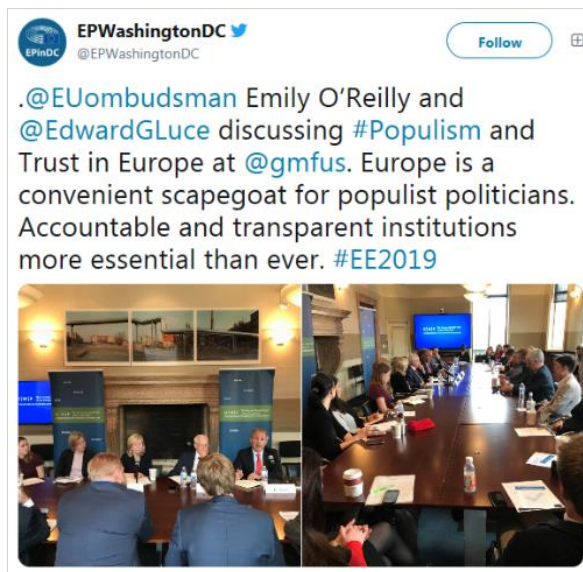 EPWashingtonDC
@EPWashingtonDC
EPinDC
Follow
.@EUombudsman Emily O’Reilly and
@EdwardGLuce discussing #Populism and
Trust in Europe at @gmfus. Europe is a
convenient scapegoat for populist politicians.
Accountable and transparent institutions
more essential than ever. #EE2019